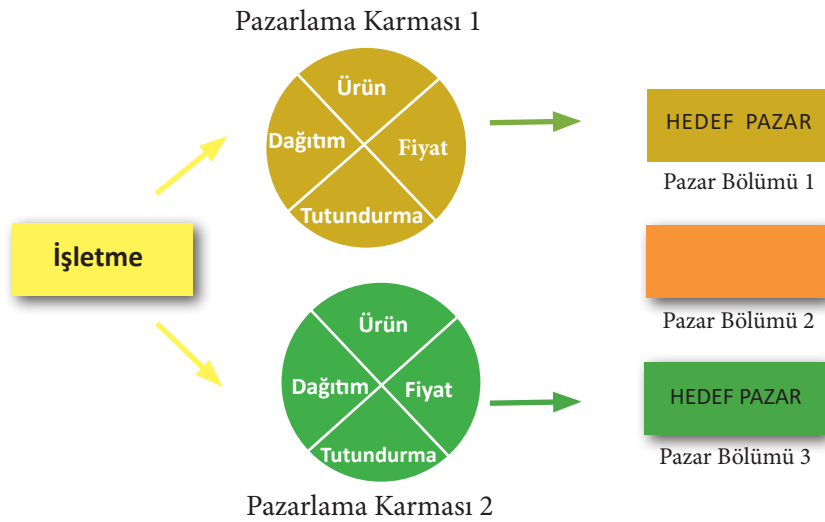 Pazarlama Karması 1
Ürün
Dağıtım
Fiyat
Tutundurma
HEDEF PAZAR
Pazar Bölümü 1
İşletme
Pazar Bölümü 2
Ürün
Dağıtım
Fiyat
Tutundurma
HEDEF PAZAR
Pazar Bölümü 3
Pazarlama Karması 2